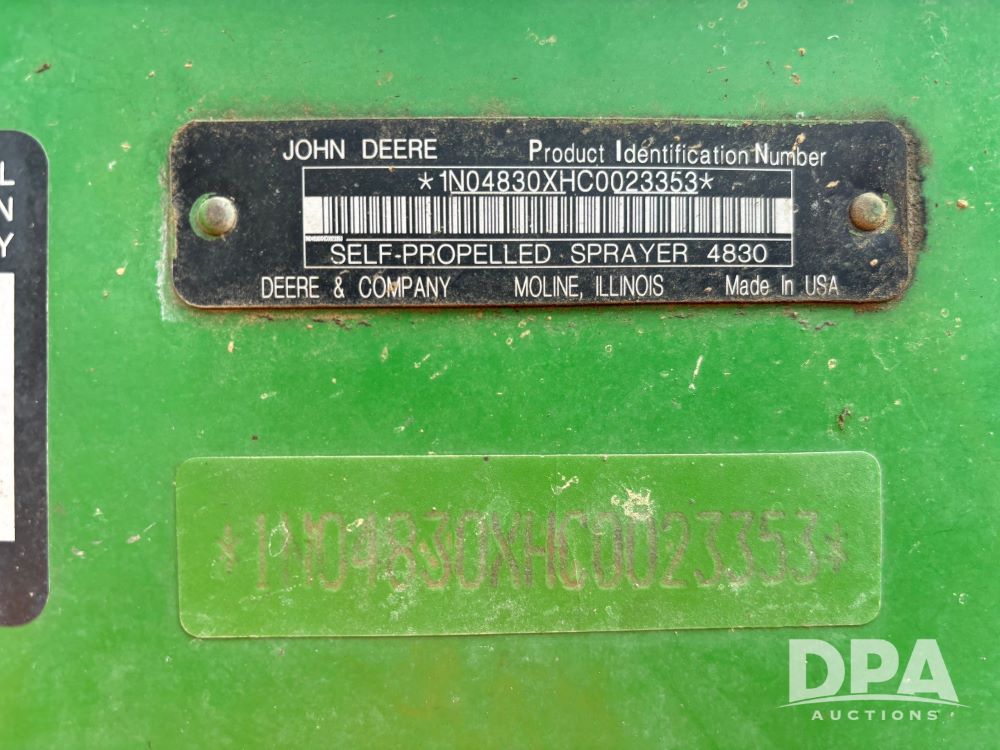 L
N
Y
JOHN DEERE Product Identification Number
*1N04830XHC0023353*
SELF-PROPELLED SPRAYER 4830
DEERE & COMPANY MOLINE, ILLINOIS Made In USA
*1N04830XHC0023353*
DPA
AUCTIONS